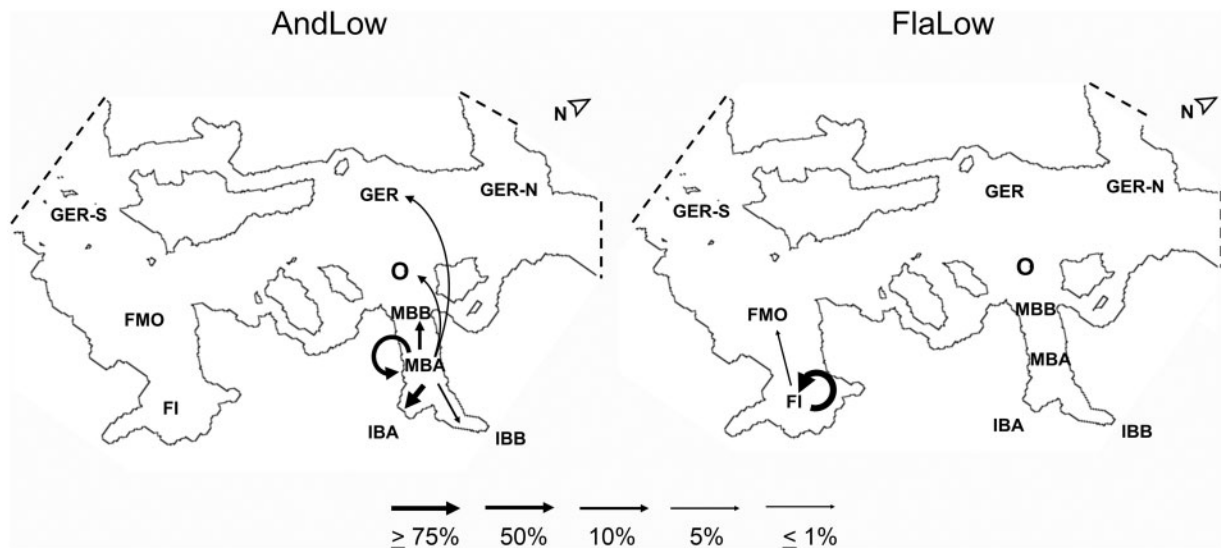 AndLow
FlaLow
N
GER
GER-N
GER-S
O
MBB
FMO
MBA
FI
IBA
IBB
N
GER
GER-N
GER-S
O
MBB
FMO
MBA
FI
IBA
IBB
≥ 75%
50%
10%
5%
≤ 1%